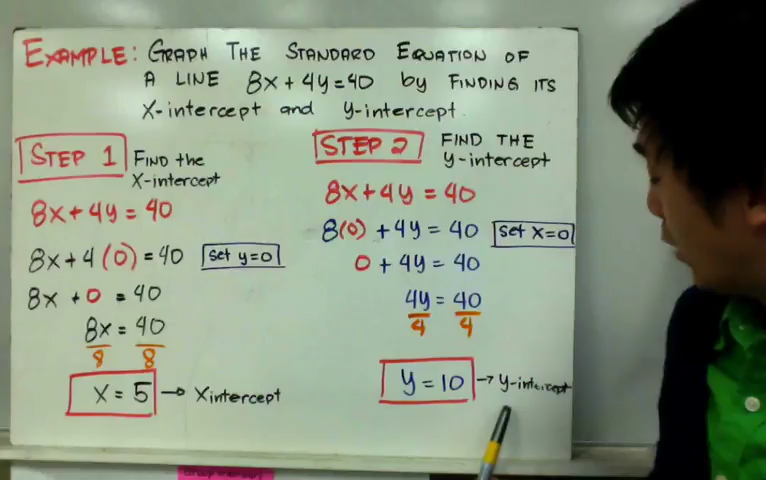 EXAMPLE: GRAPH THE STANDARD EQUATION OF
A LINE 8x + 4y = 40 by FINDING ITS
X-intercept and y-intercept.
STEP 1 FIND the
X-intercept
8x + 4y = 40
8x + 4 (0) = 40 set y=0
8x + 0 = 40
8x = 40
8 8
x = 5 → X intercept
STEP 2 FIND THE
y-intercept
8x + 4y = 40
8(0) + 4y = 40 set x=0
0 + 4y = 40
4y = 40
4 4
y = 10 → y-intercept